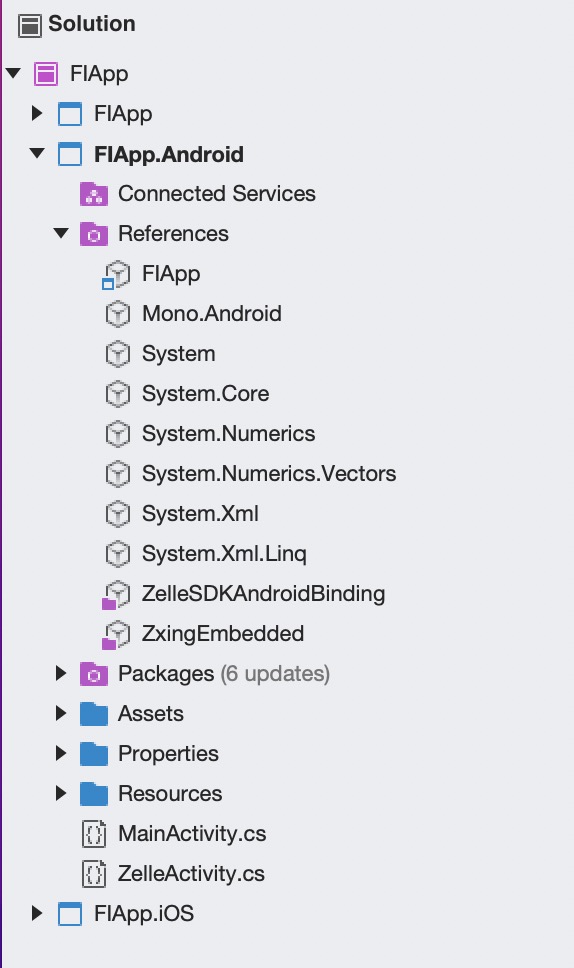 Solution
FIApp
FIApp
FIApp.Android
Connected Services
References
FIApp
Mono.Android
System
System.Core
System.Numerics
System.Numerics.Vectors
System.Xml
System.Xml.Linq
ZelleSDKAndroidBinding
ZxingEmbedded
Packages (6 updates)
Assets
Properties
Resources
MainActivity.cs
ZelleActivity.cs
FIApp.iOS